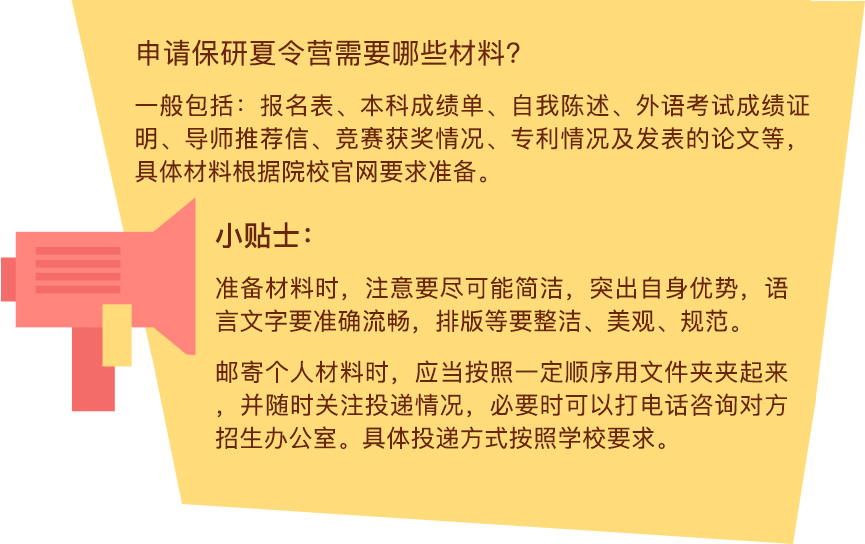 申请保研夏令营需要哪些材料？
一般包括：报名表、本科成绩单、自我陈述、外语考试成绩证
明、导师推荐信、竞赛获奖情况、专利情况及发表的论文等，
具体材料根据院校官网要求准备。
小贴士：
准备材料时，注意要尽可能简洁，突出自身优势，语
言文字要准确流畅，排版等要整洁、美观、规范。
邮寄个人材料时，应当按照一定顺序用文件夹夹起来
，并随时关注投递情况，必要时可以打电话咨询对方
招生办公室。具体投递方式按照学校要求。